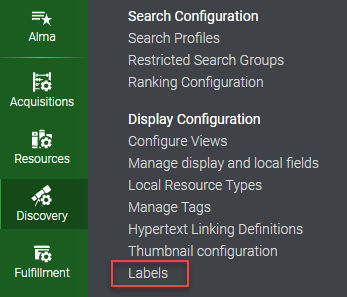 Alma
Acquisitions
Resources
Discovery
Fulfillment
Search Configuration
Search Profiles
Restricted Search Groups
Ranking Configuration
Display Configuration
Configure Views
Manage display and local fields
Local Resource Types
Manage Tags
Hypertext Linking Definitions
Thumbnail configuration
Labels